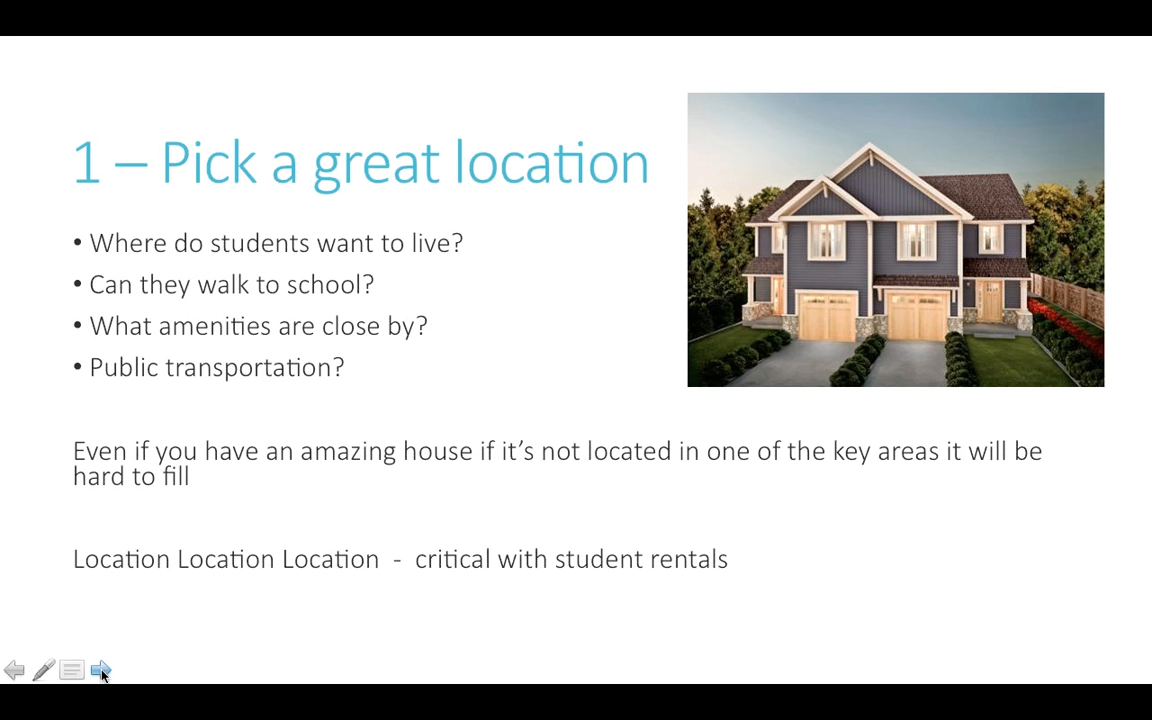 1 – Pick a great location
• Where do students want to live?
• Can they walk to school?
• What amenities are close by?
• Public transportation?
Even if you have an amazing house if it’s not located in one of the key areas it will be
hard to fill
Location Location Location  -  critical with student rentals